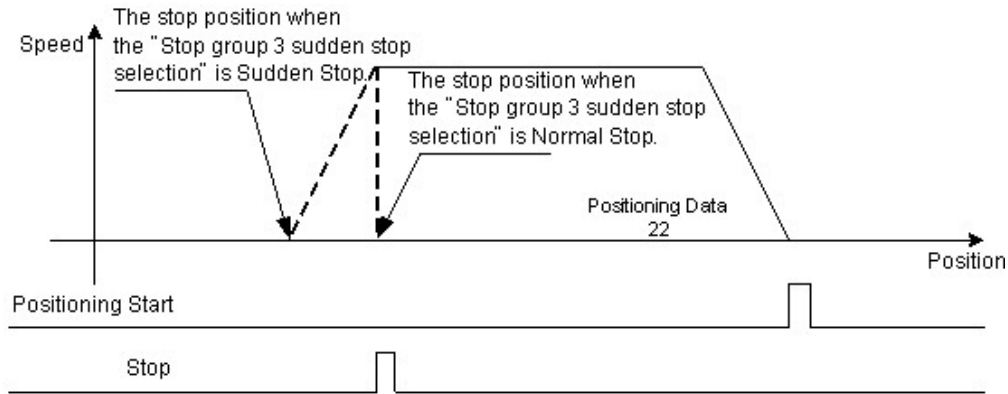 The stop position when
the "Stop group 3 sudden stop
selection" is Sudden Stop.
Speed
The stop position when
the "Stop group 3 sudden stop
selection" is Normal Stop.
Positioning Data
22
Position
Positioning Start
Stop